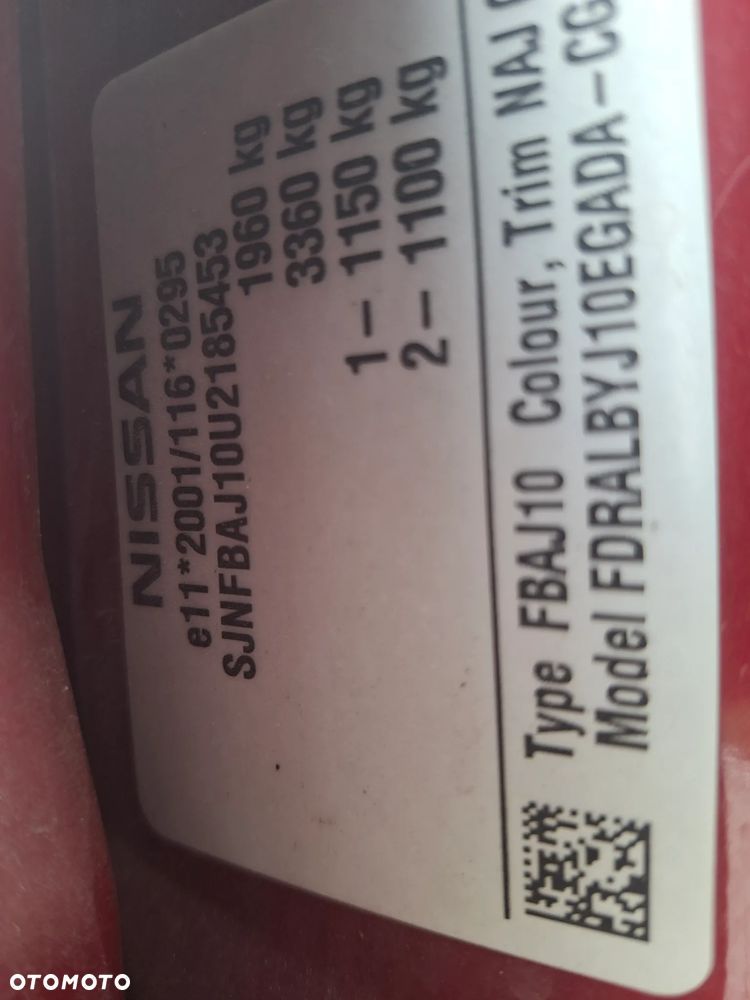 NISSAN
e11*2001/116*0295
SJNFBAJ10U2185453
1960 kg
3360 kg
1– 1150 kg
2– 1100 kg
Type FBAJ10 Colour, Trim NAJ
Model FDRALBYJ10EGADA–CG
OTOMOTO